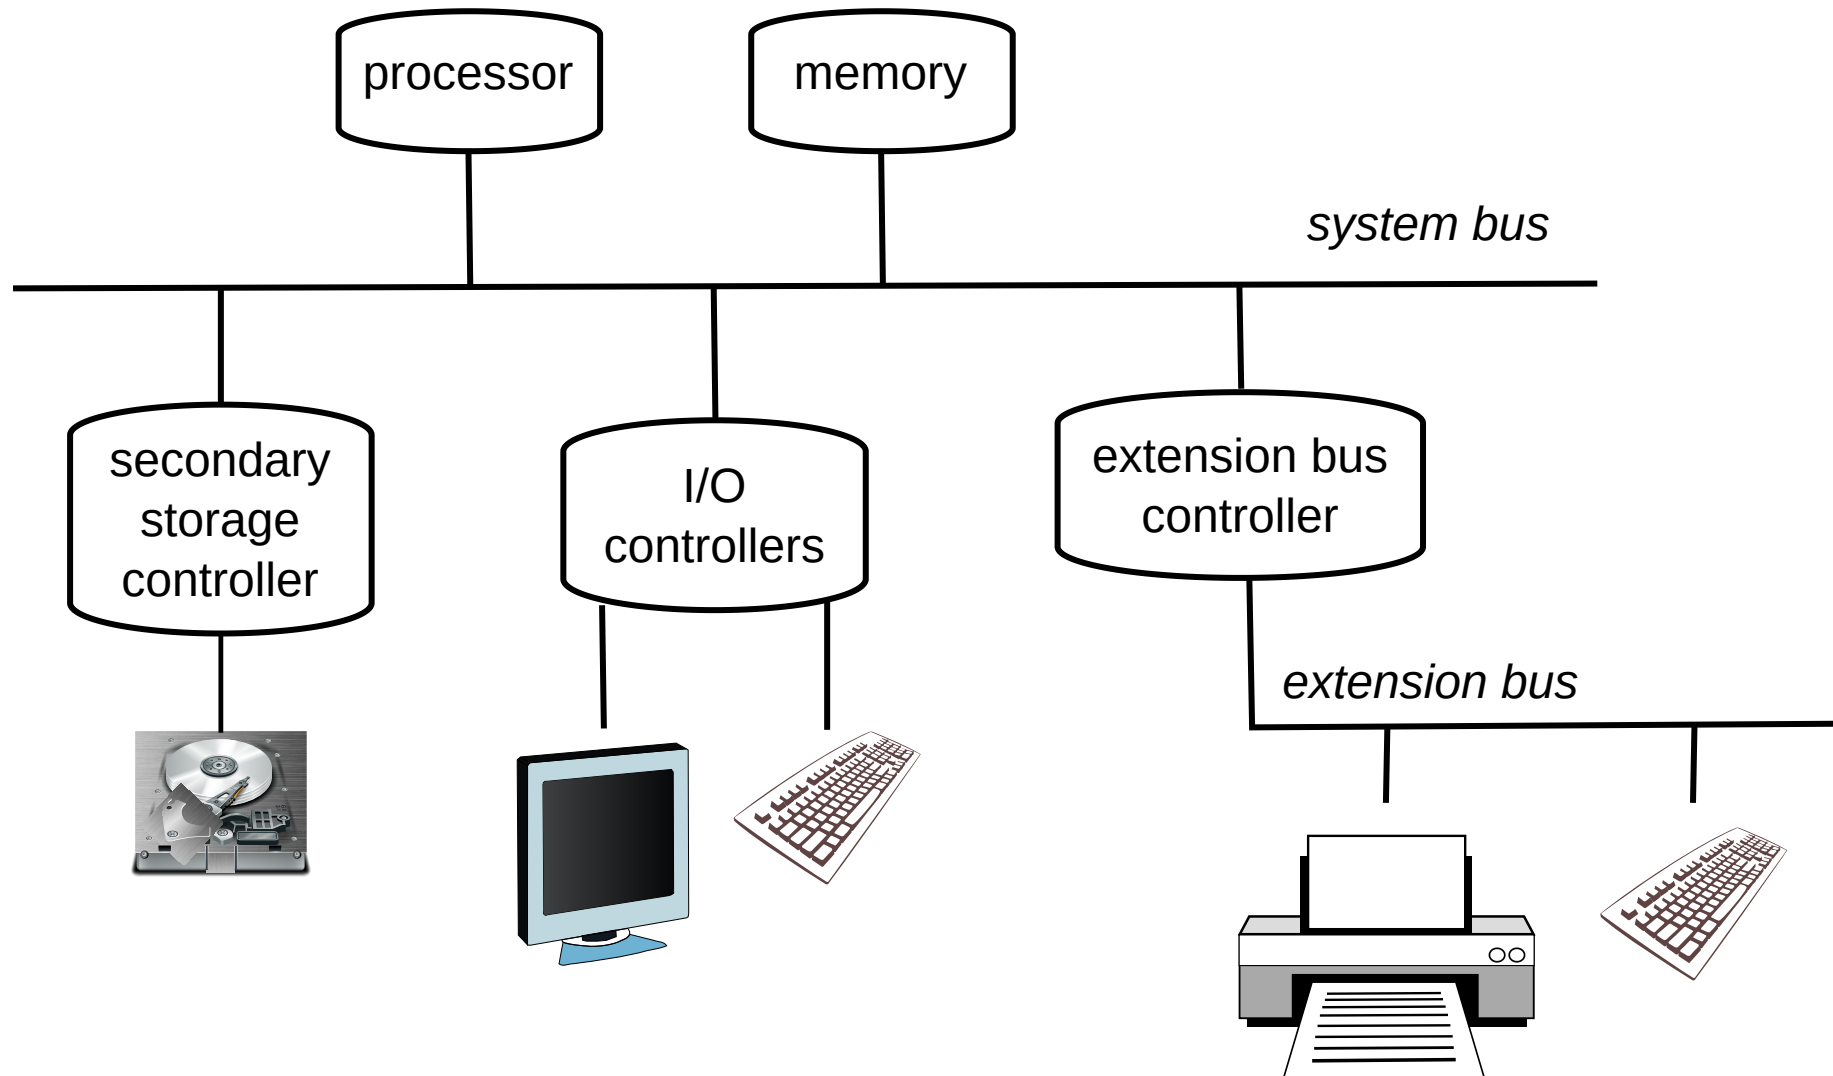 processor
memory
system bus
secondary
storage
controller
I/O
controllers
extension bus
controller
extension bus